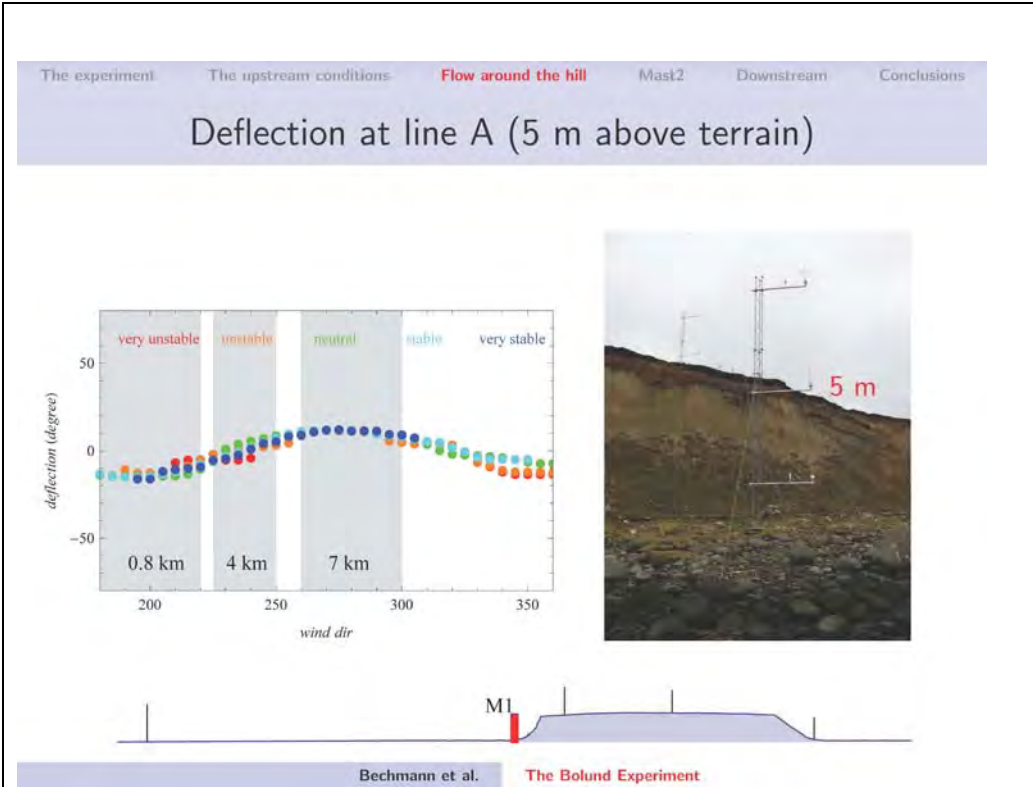 The experiment The upstream conditions Flow around the hill Mast2 Downstream Conclusions
Deflection at line A (5 m above terrain)
very unstable unstable neutral stable very stable
50
0
−50
deflection (degree)
0.8 km 4 km 7 km
200 250 300 350
wind dir
5 m
M1
Bechmann et al. The Bolund Experiment